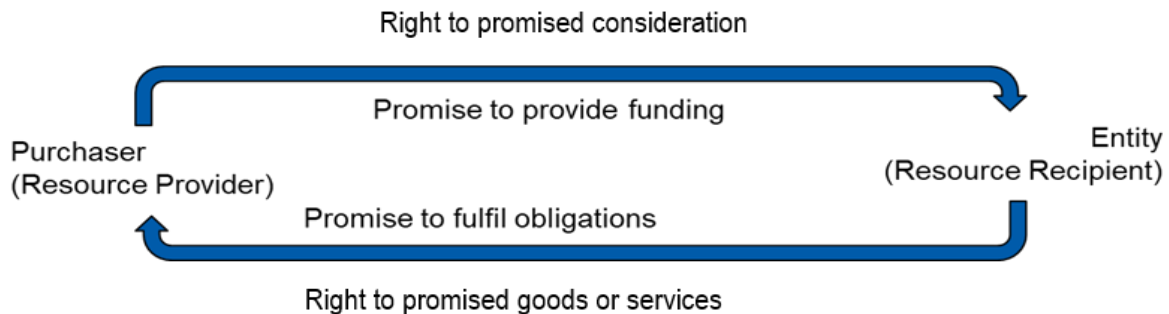 Right to promised consideration
Promise to provide funding
Purchaser
(Resource Provider)
Entity
(Resource Recipient)
Promise to fulfil obligations
Right to promised goods or services